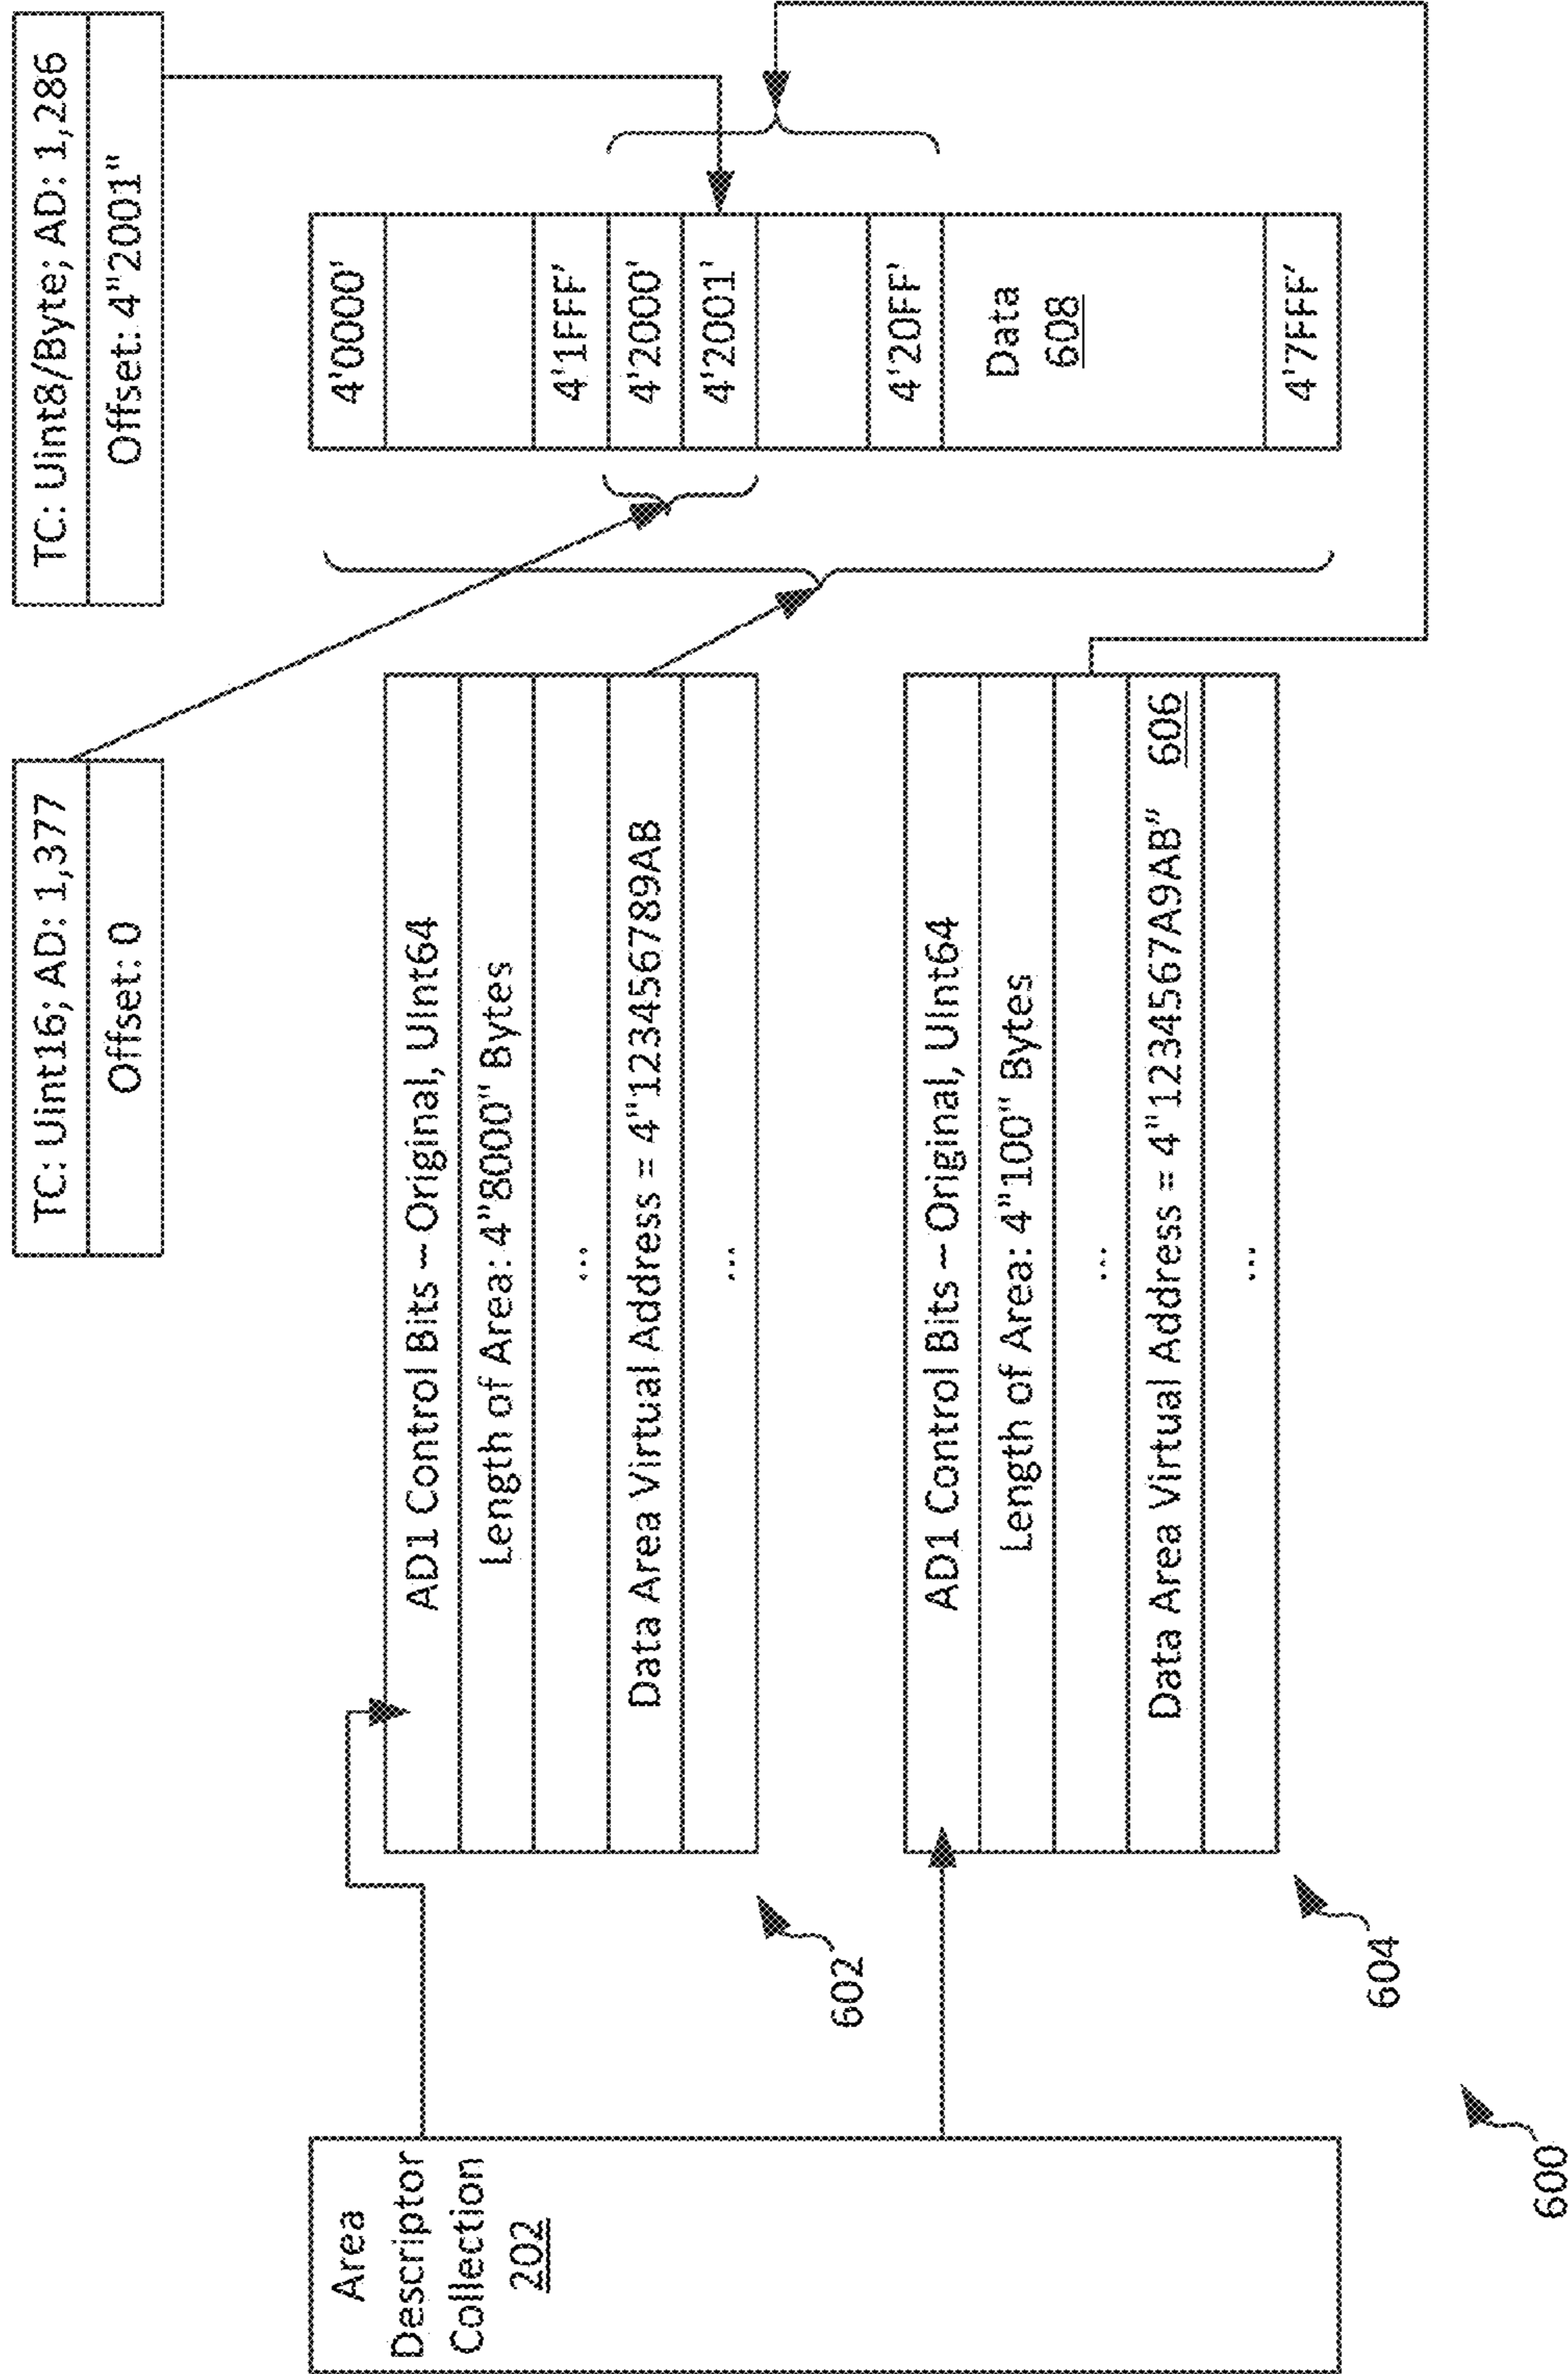 TC: Uint16; AD: 1,377
Offset: 0
TC: Uint8/Byte; AD: 1,286
Offset: 4"2001"
Area
Descriptor
Collection
202
AD1 Control Bits – Original, UInt64
Length of Area: 4"8000" Bytes
...
Data Area Virtual Address = 4"123456789AB
...
602
AD1 Control Bits – Original, UInt64
Length of Area: 4"100" Bytes
...
Data Area Virtual Address = 4"1234567A9AB" 606
...
604
4'0000'
4'1FFF'
4'2000'
4'2001'
4'20FF'
Data
608
4'7FFF'
600